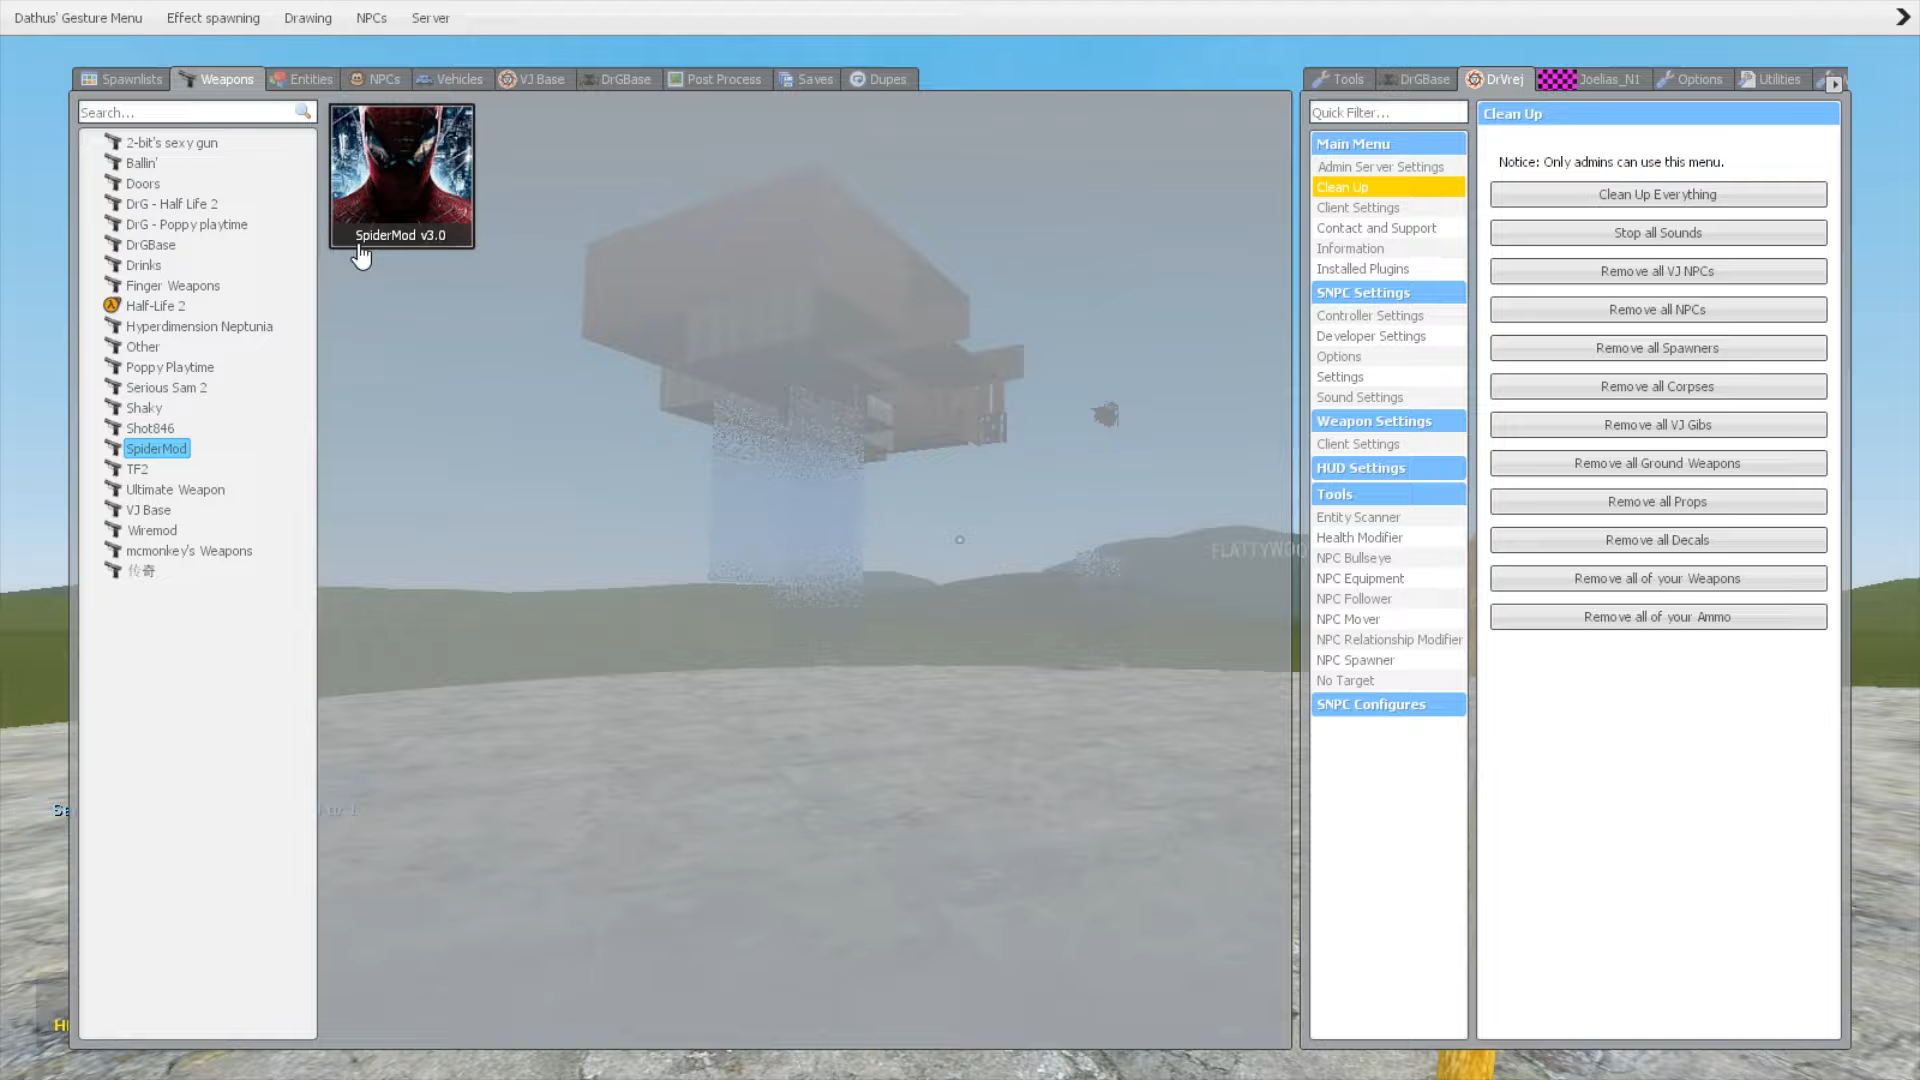 Dathus' Gesture Menu Effect spawning Drawing NPCs Server
Spawnlists Weapons Entities NPCs Vehicles VJ Base DrGBase Post Process Saves Dupes
Search...
2-bit's sexy gun
Ballin'
Doors
DrG - Half Life 2
DrG - Poppy playtime
DrGBase
Drinks
Finger Weapons
Half-Life 2
Hyperdimension Neptunia
Other
Poppy Playtime
Serious Sam 2
Shaky
Shot846
SpiderMod
TF2
Ultimate Weapon
VJ Base
Wiremod
mcmonkey's Weapons
传奇
SpiderMod v3.0
FLATTYWOO
Tools DrGBase DrVrej Joelias_N1 Options Utilities
Quick Filter...
Main Menu
Admin Server Settings
Clean Up
Client Settings
Contact and Support
Information
Installed Plugins
SNPC Settings
Controller Settings
Developer Settings
Options
Settings
Sound Settings
Weapon Settings
Client Settings
HUD Settings
Tools
Entity Scanner
Health Modifier
NPC Bullseye
NPC Equipment
NPC Follower
NPC Mover
NPC Relationship Modifier
NPC Spawner
No Target
SNPC Configures
Clean Up
Notice: Only admins can use this menu.
Clean Up Everything
Stop all Sounds
Remove all VJ NPCs
Remove all NPCs
Remove all Spawners
Remove all Corpses
Remove all VJ Gibs
Remove all Ground Weapons
Remove all Props
Remove all Decals
Remove all of your Weapons
Remove all of your Ammo